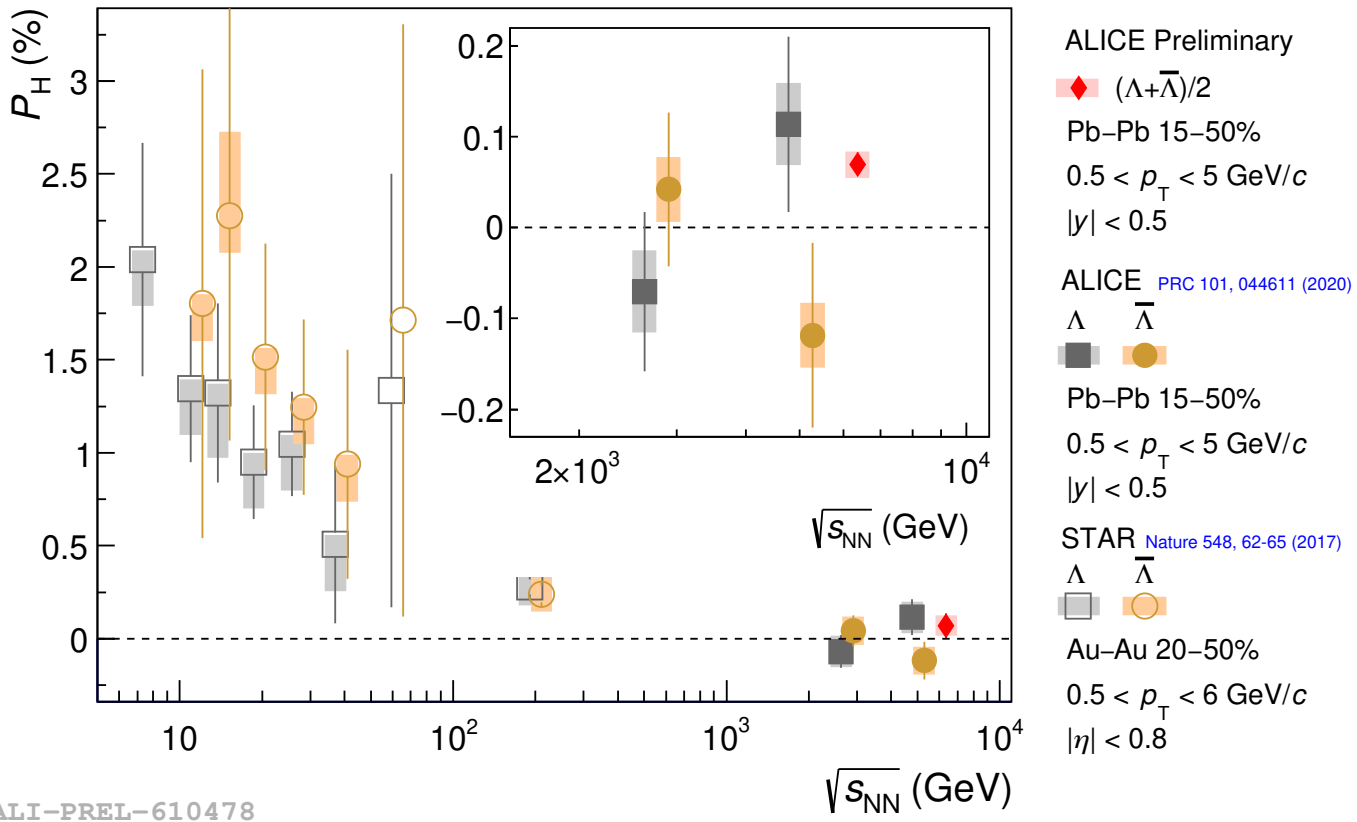 P_H (%)
3
2.5
2
1.5
1
0.5
0
10
10²
10³
10⁴
√s_NN (GeV)
0.2
0.1
0
−0.1
−0.2
2×10³
10⁴
√s_NN (GeV)
ALICE Preliminary
(Λ+Λ̅)/2
Pb−Pb 15−50%
0.5 < p_T < 5 GeV/c
|y| < 0.5
ALICE PRC 101, 044611 (2020)
Λ Λ̅
Pb−Pb 15−50%
0.5 < p_T < 5 GeV/c
|y| < 0.5
STAR Nature 548, 62-65 (2017)
Λ Λ̅
Au−Au 20−50%
0.5 < p_T < 6 GeV/c
|η| < 0.8
ALI−PREL−610478